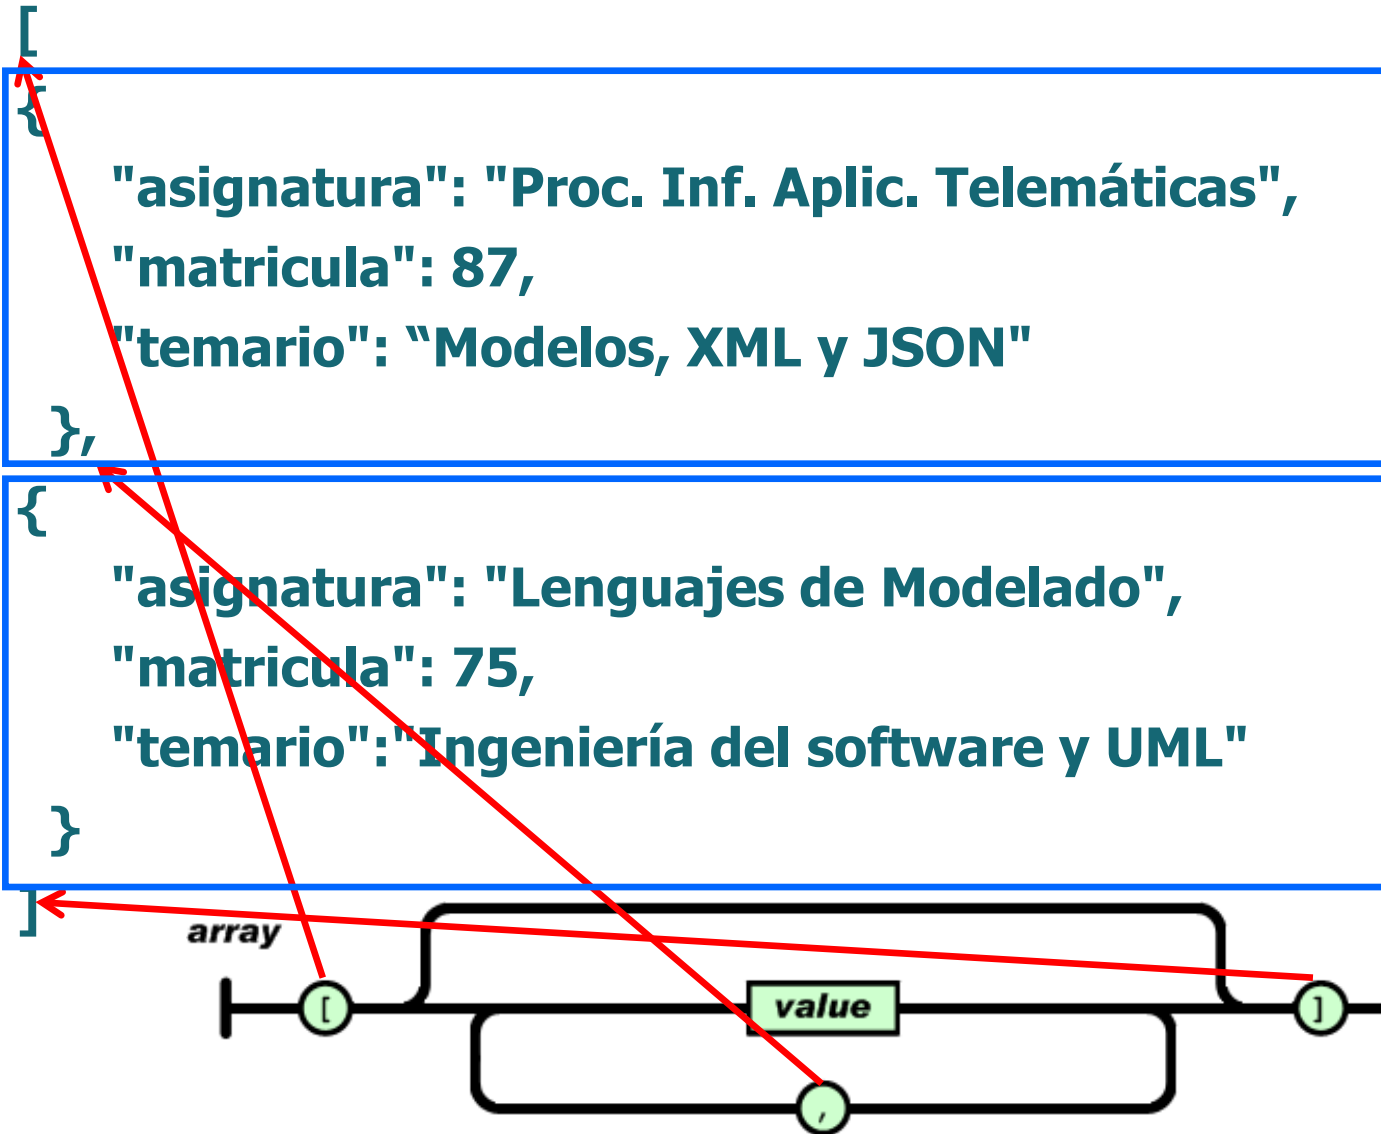 [
{
"asignatura": "Proc. Inf. Aplic. Telemáticas",
"matricula": 87,
"temario": “Modelos, XML y JSON"
},
{
"asignatura": "Lenguajes de Modelado",
"matricula": 75,
"temario":"Ingeniería del software y UML"
}
]
array
[ value ]
,